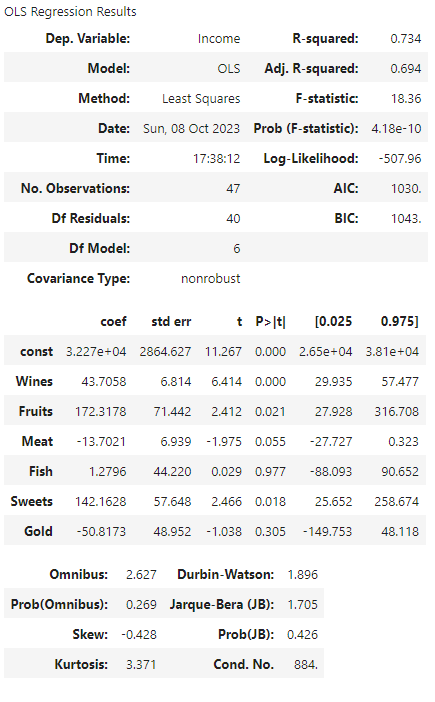 OLS Regression Results
Dep. Variable: Income R-squared: 0.734
Model: OLS Adj. R-squared: 0.694
Method: Least Squares F-statistic: 18.36
Date: Sun, 08 Oct 2023 Prob (F-statistic): 4.18e-10
Time: 17:38:12 Log-Likelihood: -507.96
No. Observations: 47 AIC: 1030.
Df Residuals: 40 BIC: 1043.
Df Model: 6
Covariance Type: nonrobust
coef std err t P>|t| [0.025 0.975]
const 3.227e+04 2864.627 11.267 0.000 2.65e+04 3.81e+04
Wines 43.7058 6.814 6.414 0.000 29.935 57.477
Fruits 172.3178 71.442 2.412 0.021 27.928 316.708
Meat -13.7021 6.939 -1.975 0.055 -27.727 0.323
Fish 1.2796 44.220 0.029 0.977 -88.093 90.652
Sweets 142.1628 57.648 2.466 0.018 25.652 258.674
Gold -50.8173 48.952 -1.038 0.305 -149.753 48.118
Omnibus: 2.627 Durbin-Watson: 1.896
Prob(Omnibus): 0.269 Jarque-Bera (JB): 1.705
Skew: -0.428 Prob(JB): 0.426
Kurtosis: 3.371 Cond. No. 884.